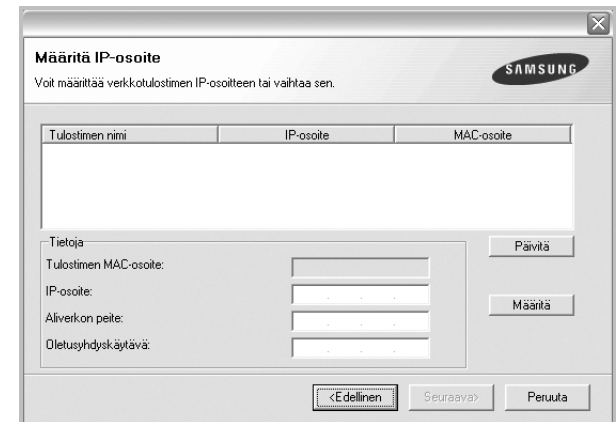 Määritä IP-osoite
Voit määrittää verkkotulostimen IP-osoitteen tai vaihtaa sen.
SAMSUNG
Tulostimen nimi IP-osoite MAC-osoite
Tietoja
Päivitä
Tulostimen MAC-osoite:
IP-osoite:
Määritä
Aliverkon peite:
Oletusyhdyskäytävä:
<Edellinen Seuraava> Peruuta